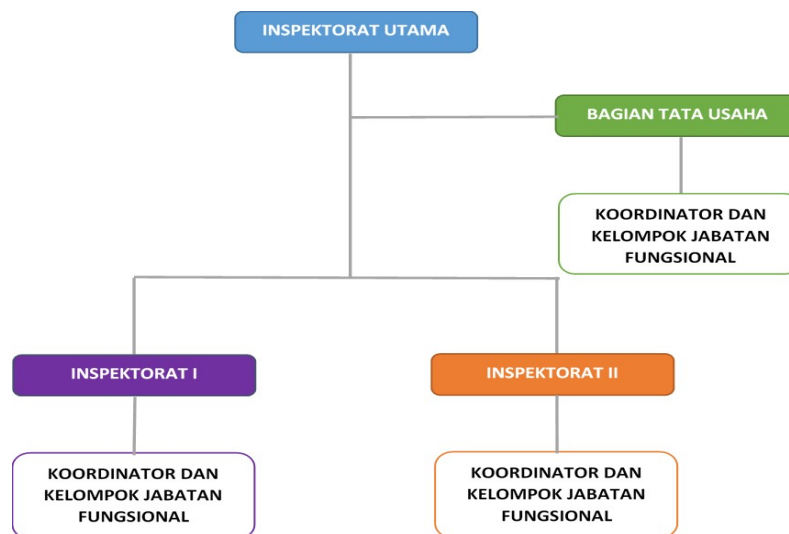 INSPEKTORAT UTAMA
BAGIAN TATA USAHA
KOORDINATOR DAN
KELOMPOK JABATAN
FUNGSIONAL
INSPEKTORAT I
INSPEKTORAT II
KOORDINATOR DAN
KELOMPOK JABATAN
FUNGSIONAL
KOORDINATOR DAN
KELOMPOK JABATAN
FUNGSIONAL